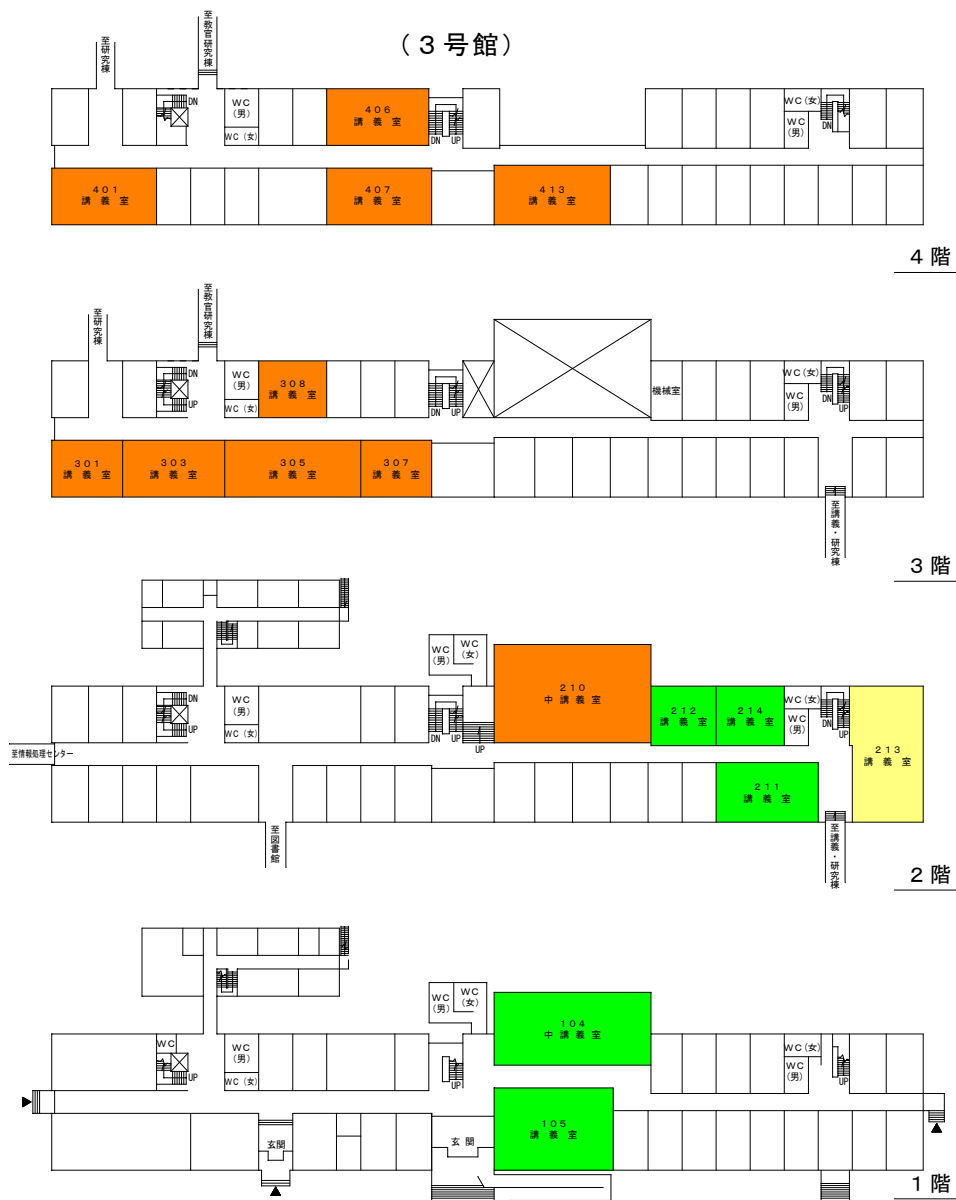 (３号館)
至研究棟
至教官研究棟
DN
WC
(男)
WC(女)
406
講義室
DN UP
WC(女)
WC
(男)
DN
401
講義室
407
講義室
413
講義室
4階
至研究棟
至教官研究棟
DN
UP
WC
(男)
WC(女)
308
講義室
DN UP
機械室
WC(女)
WC
(男)
DN
UP
301
講義室
303
講義室
305
講義室
307
講義室
至講義・研究棟
3階
WC
(男)
WC
(女)
DN
UP
WC
(男)
WC(女)
DN UP
UP
210
中講義室
212
講義室
214
講義室
WC(女)
WC
(男)
DN
UP
213
講義室
至情報処理センター
211
講義室
至図書館
至講義・研究棟
2階
WC
(男)
WC
(女)
104
中講義室
WC
UP
WC
(男)
WC(女)
UP
WC(女)
WC
(男)
UP
105
講義室
玄関
玄関
1階